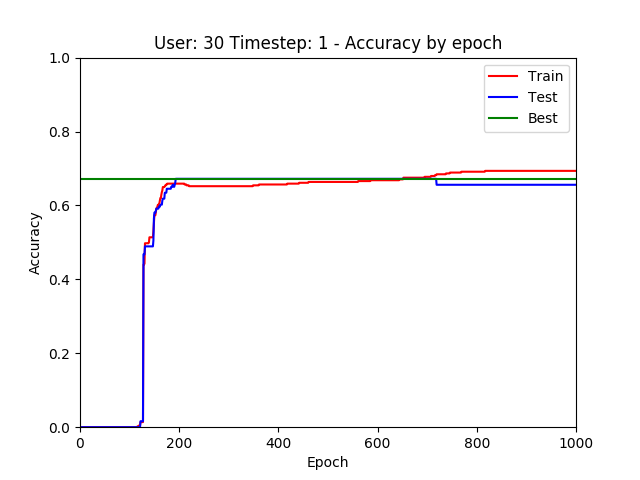 User: 30 Timestep: 1 - Accuracy by epoch
1.0
0.8
0.6
0.4
0.2
0.0
Accuracy
Train
Test
Best
0 200 400 600 800 1000
Epoch